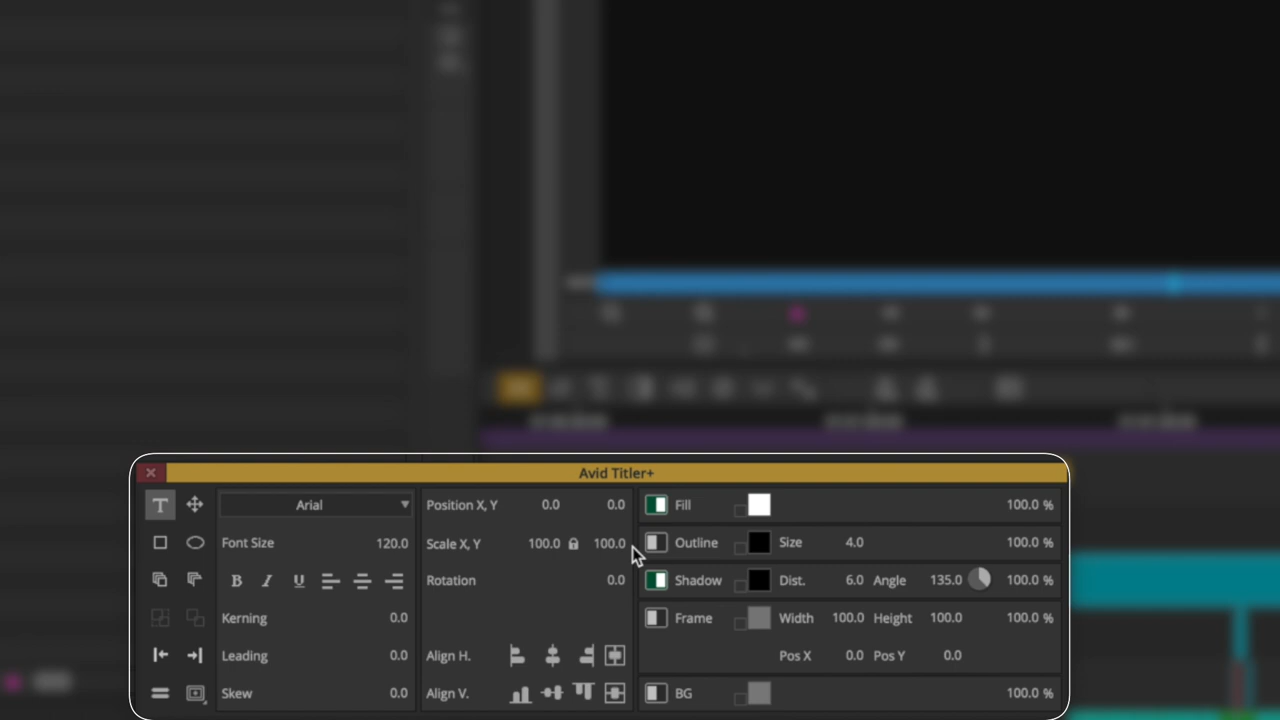 Avid Titler+
Arial Position X, Y 0.0 0.0 Fill 100.0 %
Font Size 120.0 Scale X, Y 100.0 100.0 Outline Size 4.0 100.0 %
B I U Rotation 0.0 Shadow Dist. 6.0 Angle 135.0 100.0 %
Kerning 0.0 Frame Width 100.0 Height 100.0 100.0 %
Leading 0.0 Align H. Pos X 0.0 Pos Y 0.0
Skew 0.0 Align V. BG 100.0 %